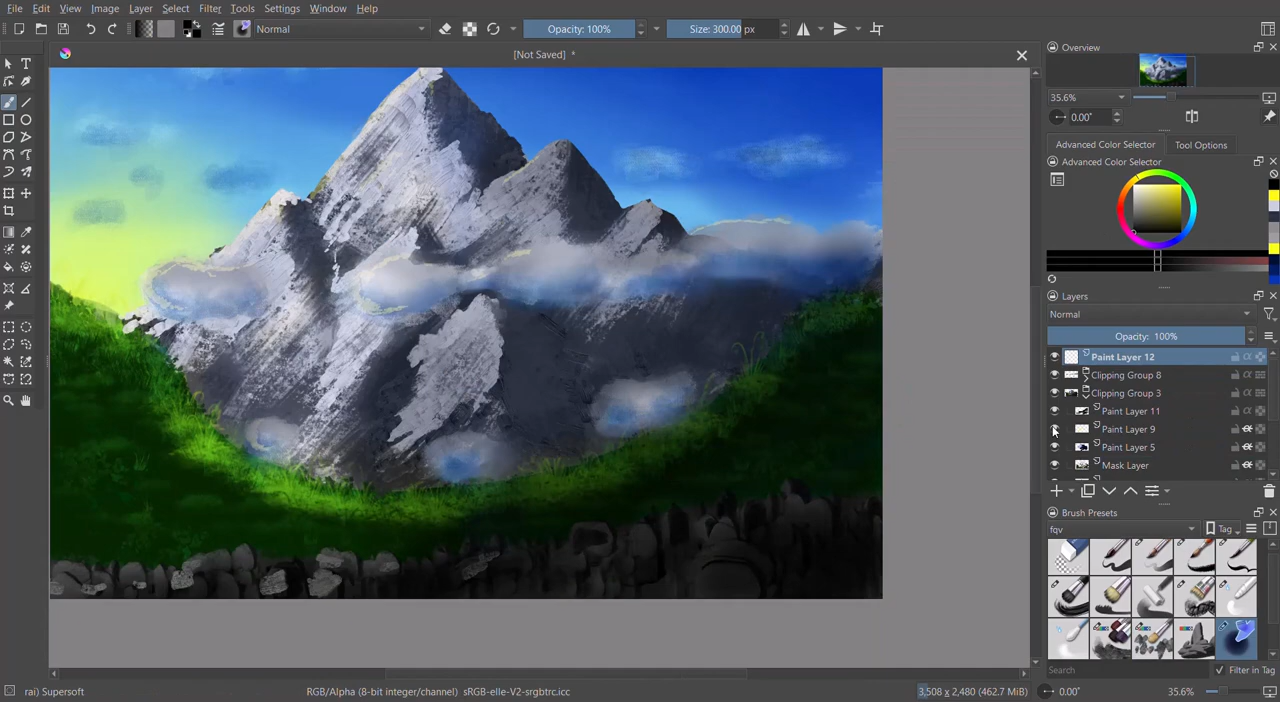 File Edit View Image Layer Select Filter Tools Settings Window Help
Normal Opacity: 100% Size: 300.00 px
[Not Saved] *
Overview
35.6%
0.00°
Advanced Color Selector Tool Options
Advanced Color Selector
Layers
Normal
Opacity: 100%
Paint Layer 12
Clipping Group 8
Clipping Group 3
Paint Layer 11
Paint Layer 9
Paint Layer 5
Mask Layer
Brush Presets
fqv Tag
Search Filter in Tag
rai) Supersoft RGB/Alpha (8-bit integer/channel) sRGB-elle-V2-srgbtrc.icc 3,508 x 2,480 (462.7 MiB) 0.00° 35.6%